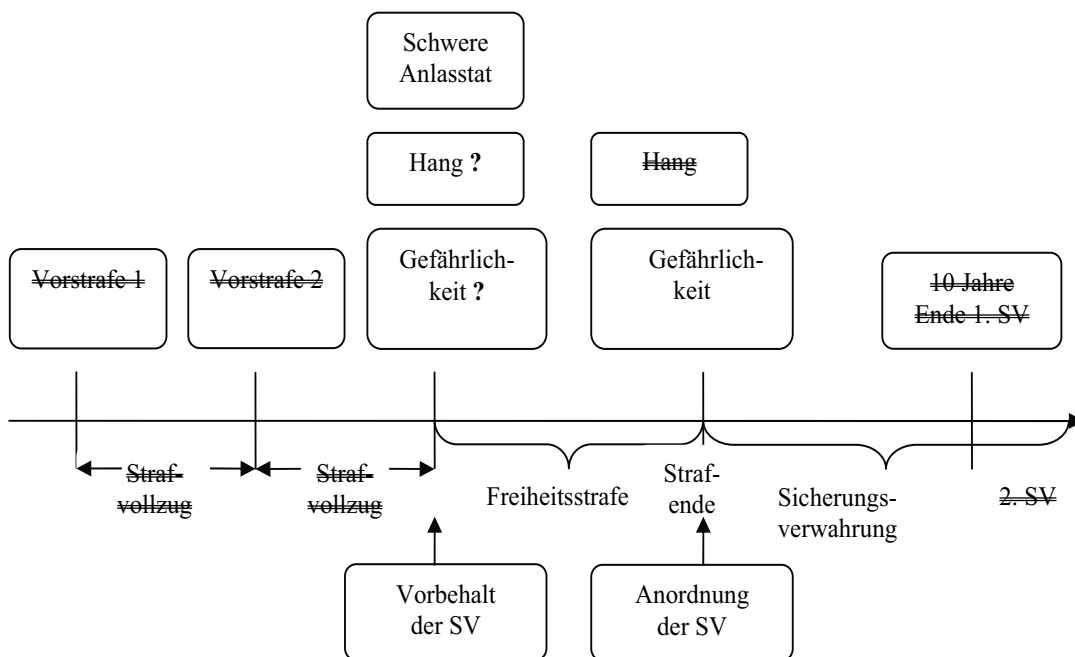 Schwere
Anlasstat
Hang ?
Hang
Vorstrafe 1
Vorstrafe 2
Gefährlich-
keit ?
Gefährlich-
keit
10 Jahre
Ende 1. SV
Straf-
vollzug
Straf-
vollzug
Freiheitsstrafe
Straf-
ende
Sicherungs-
verwahrung
2. SV
Vorbehalt
der SV
Anordnung
der SV